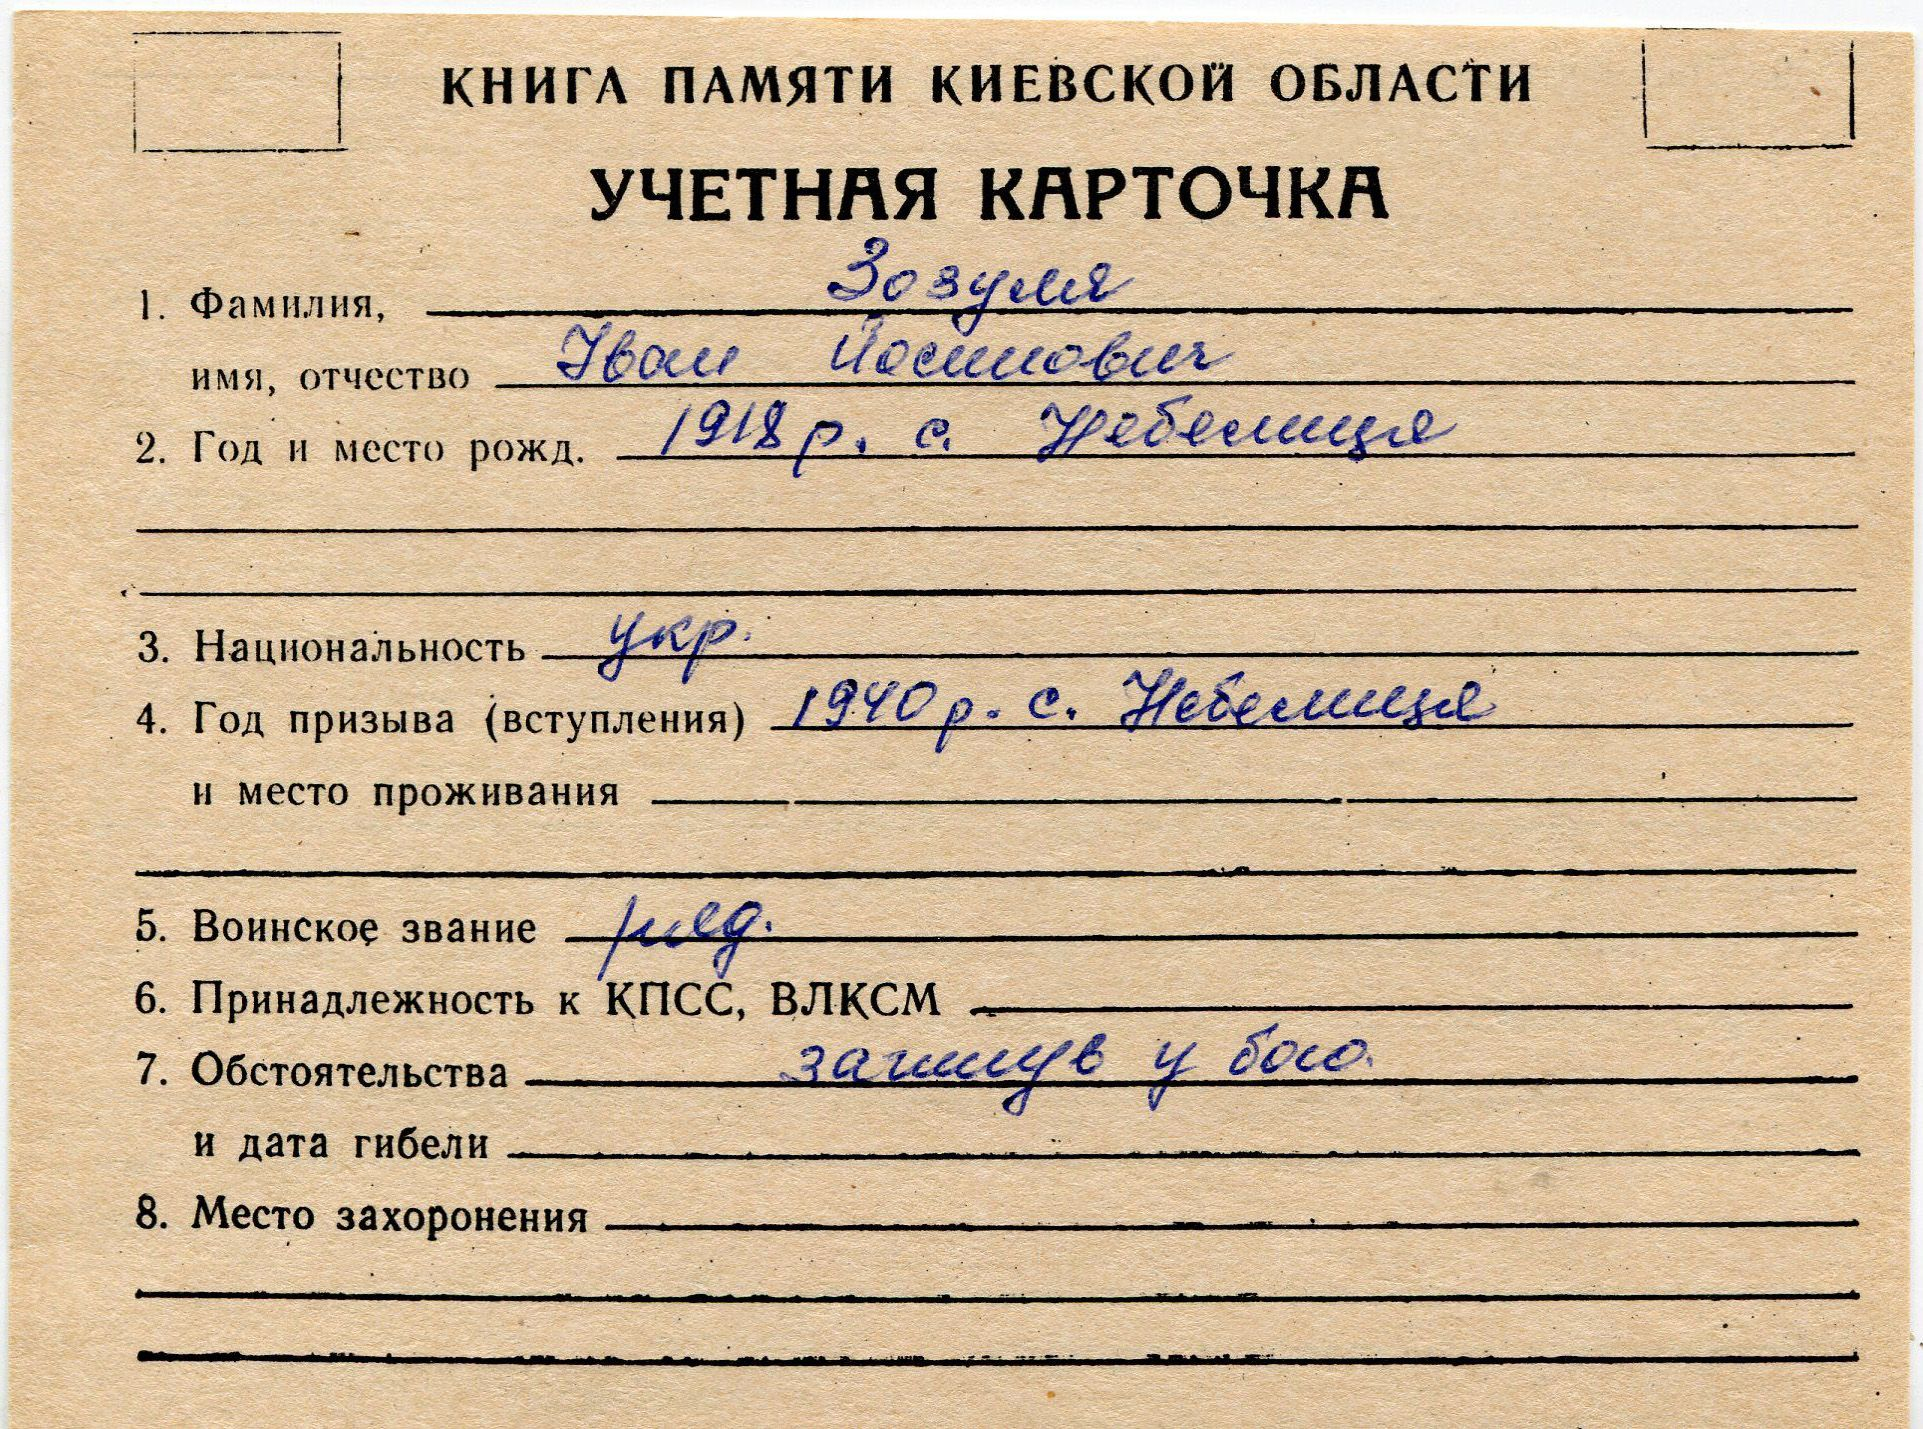 КНИГА ПАМЯТИ КИЕВСКОЙ ОБЛАСТИ
УЧЕТНАЯ КАРТОЧКА
1. Фамилия, Зозуля
имя, отчество Іван Йосипович
2. Год и место рожд. 1918 р. с. Небелиця
3. Национальность укр.
4. Год призыва (вступления) 1940 р. с. Небелиця
и место проживания
5. Воинское звание ряд.
6. Принадлежность к КПСС, ВЛКСМ
7. Обстоятельства загинув у бою.
и дата гибели
8. Место захоронения